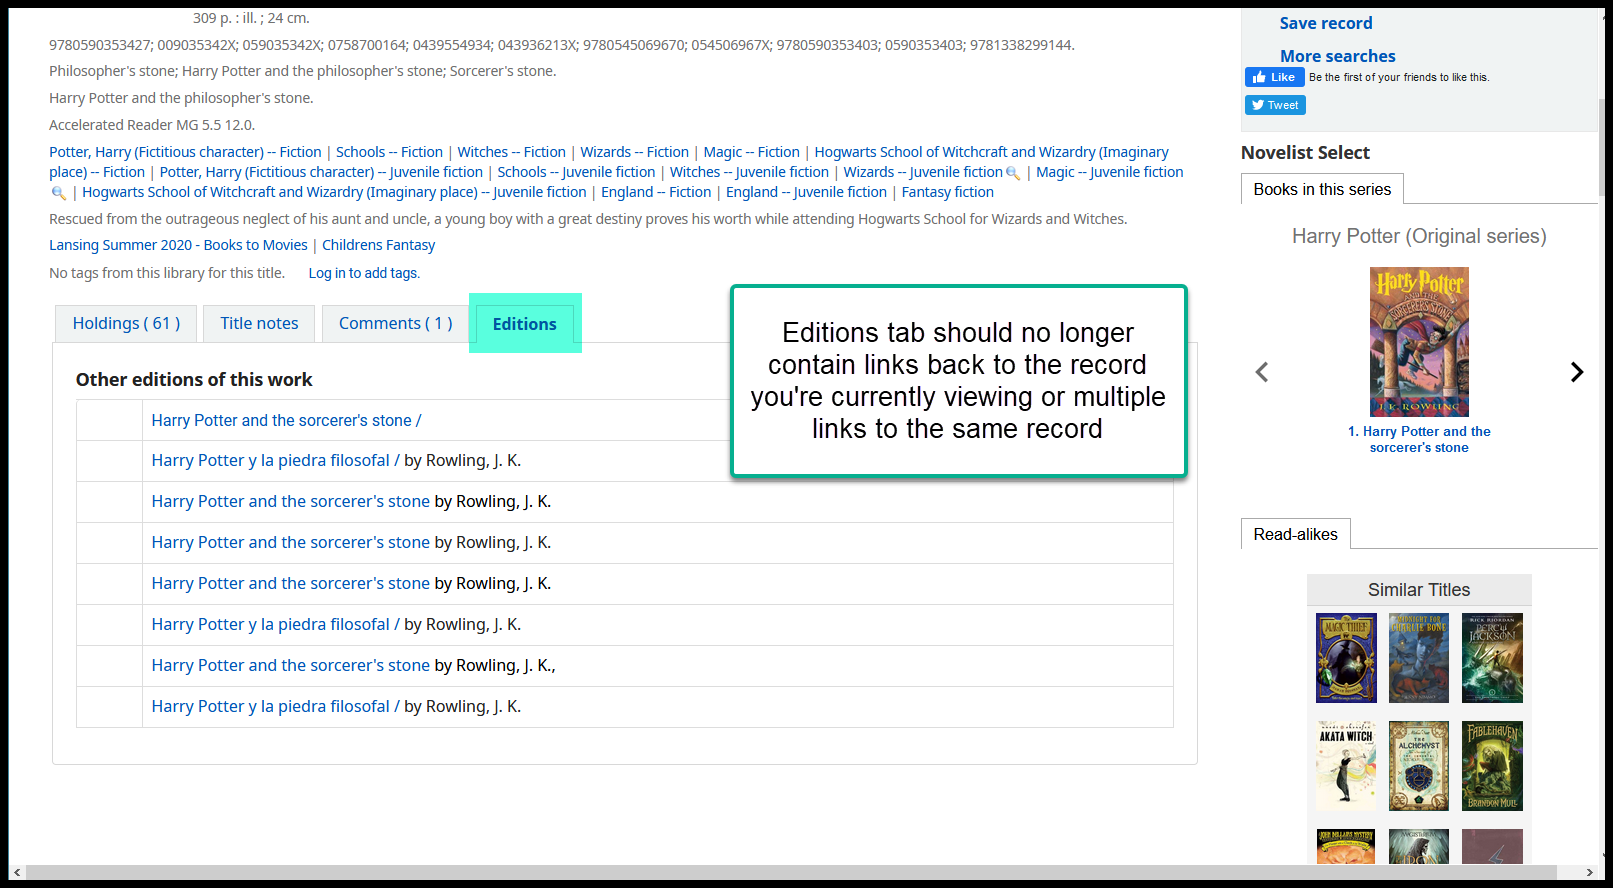 309 p. : ill. ; 24 cm.
9780590353427; 009035342X; 059035342X; 0758700164; 0439554934; 043936213X; 9780545069670; 054506967X; 9780590353403; 0590353403; 9781338299144.
Philosopher's stone; Harry Potter and the philosopher's stone; Sorcerer's stone.
Harry Potter and the philosopher's stone.
Accelerated Reader MG 5.5 12.0.
Potter, Harry (Fictitious character) -- Fiction | Schools -- Fiction | Witches -- Fiction | Wizards -- Fiction | Magic -- Fiction | Hogwarts School of Witchcraft and Wizardry (Imaginary
place) -- Fiction | Potter, Harry (Fictitious character) -- Juvenile fiction | Schools -- Juvenile fiction | Witches -- Juvenile fiction | Wizards -- Juvenile fiction | Magic -- Juvenile fiction
| Hogwarts School of Witchcraft and Wizardry (Imaginary place) -- Juvenile fiction | England -- Fiction | England -- Juvenile fiction | Fantasy fiction
Rescued from the outrageous neglect of his aunt and uncle, a young boy with a great destiny proves his worth while attending Hogwarts School for Wizards and Witches.
Lansing Summer 2020 - Books to Movies | Childrens Fantasy
No tags from this library for this title. Log in to add tags.
Holdings ( 61 ) Title notes Comments ( 1 ) Editions
Other editions of this work
Harry Potter and the sorcerer's stone /
Harry Potter y la piedra filosofal / by Rowling, J. K.
Harry Potter and the sorcerer's stone by Rowling, J. K.
Harry Potter and the sorcerer's stone by Rowling, J. K.
Harry Potter and the sorcerer's stone by Rowling, J. K.
Harry Potter y la piedra filosofal / by Rowling, J. K.
Harry Potter and the sorcerer's stone by Rowling, J. K.,
Harry Potter y la piedra filosofal / by Rowling, J. K.
Editions tab should no longer
contain links back to the record
you're currently viewing or multiple
links to the same record
Save record
More searches
Like Be the first of your friends to like this.
Tweet
Novelist Select
Books in this series
Harry Potter (Original series)
Harry Potter
AND THE
SORCERER'S STONE
J. K. ROWLING
1. Harry Potter and the
sorcerer's stone
Read-alikes
Similar Titles
MAGIC THIEF
MIDNIGHT FOR
CHARLIE BONE
RICK RIORDAN
PERCY
JACKSON
AKATA WITCH
THE
ALCHEMYST
FABLEHAVEN
BRANDON MULL